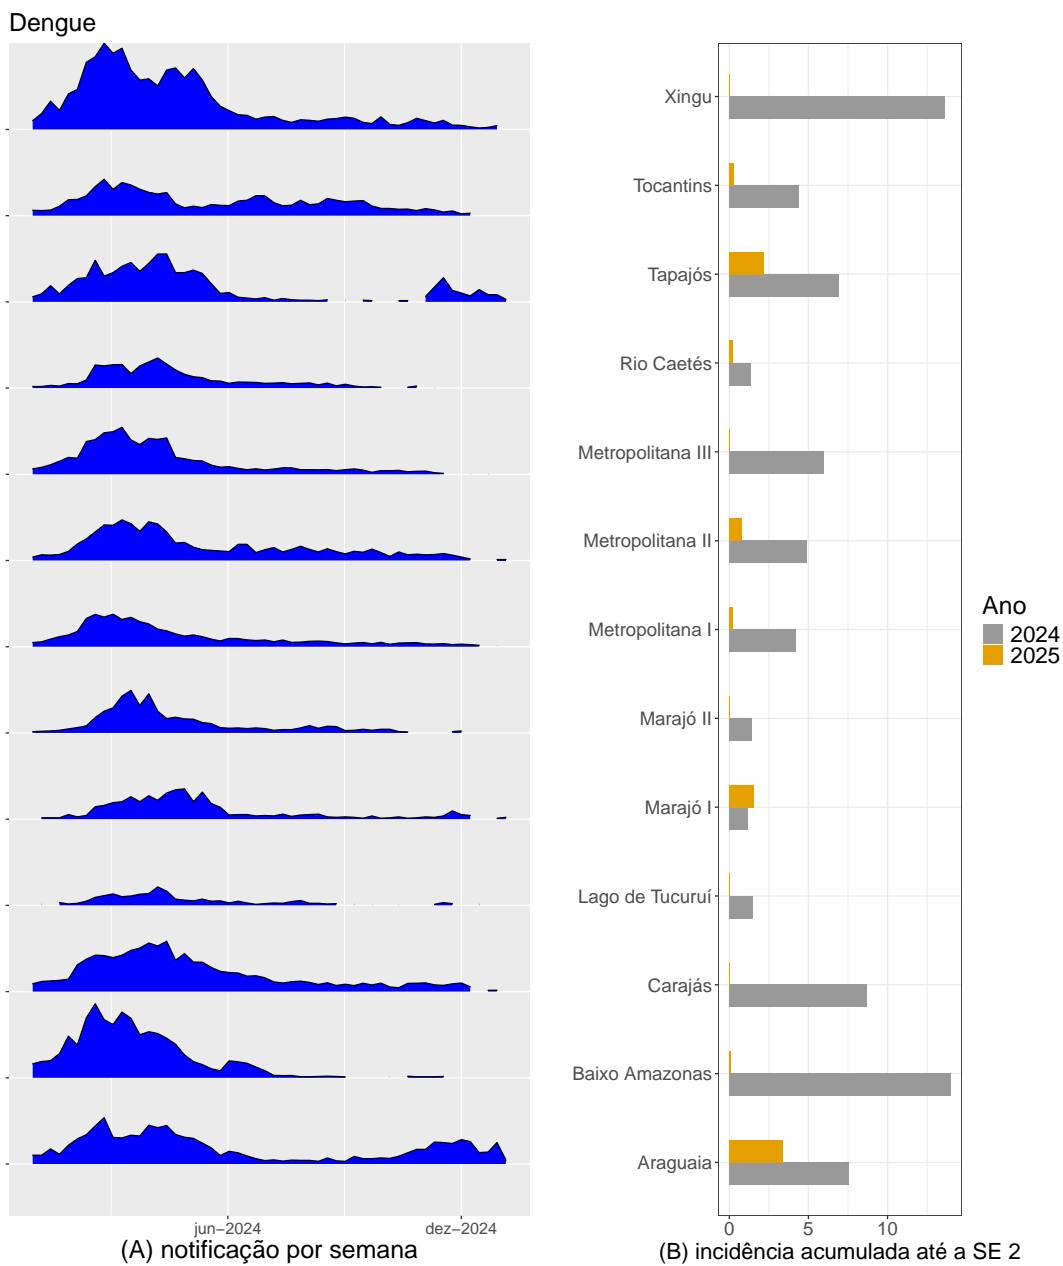 Dengue
Xingu
Tocantins
Tapajós
Rio Caetés
Metropolitana III
Metropolitana II
Metropolitana I
Marajó II
Marajó I
Lago de Tucuruí
Carajás
Baixo Amazonas
Araguaia
Ano
2024
2025
jun−2024 dez−2024
0 5 10
(A) notificação por semana
(B) incidência acumulada até a SE 2